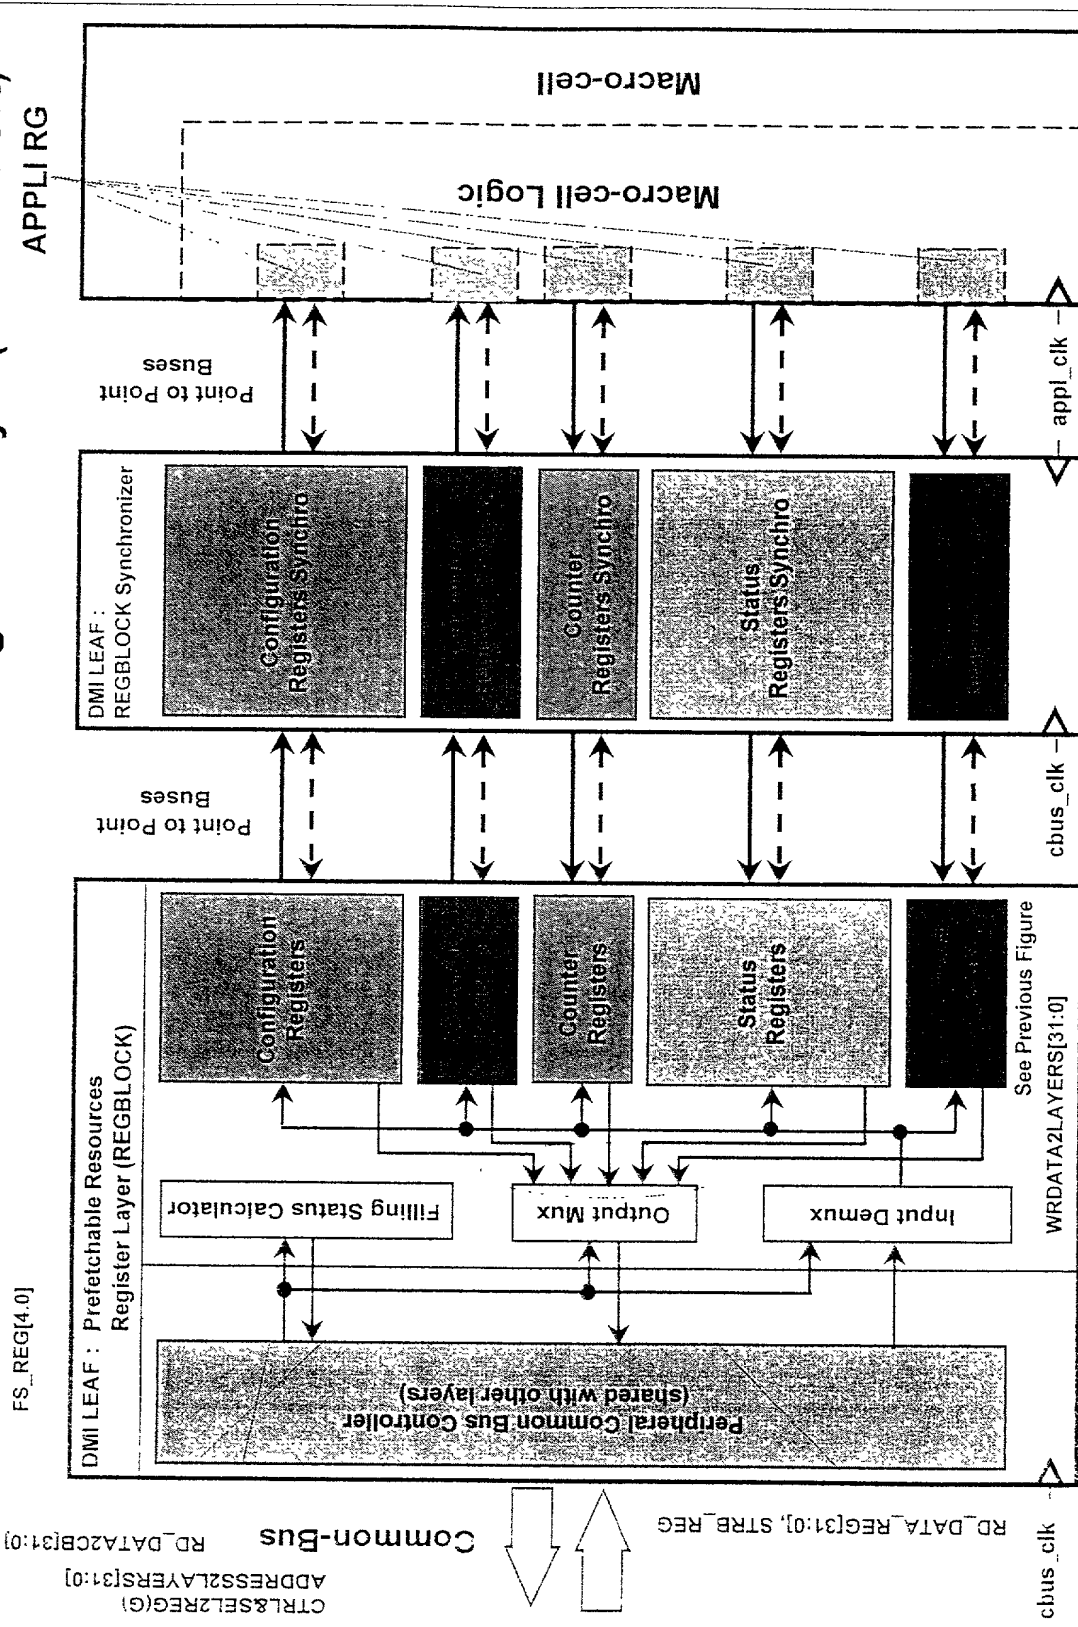 APPLI RG
Macro-cell
Macro-cell Logic
Point to Point
Buses
appl_clk
DMI LEAF :
REGBLOCK Synchronizer
Configuration
Registers Synchro
Counter
Registers Synchro
Status
Registers Synchro
Point to Point
Buses
cbus_clk
FS_REG[4.0]
DMI LEAF : Prefetchable Resources
Register Layer (REGBLOCK)
Configuration
Registers
Counter
Registers
Status
Registers
See Previous Figure
WRDATA2LAYERS[31:0]
Filling Status Calculator
Output Mux
Input Demux
Peripheral Common Bus Controller
(shared with other layers)
Common-Bus
RD_DATA2CB[31:0]
ADDRESS2LAYERS[31:0]
CTRL&SEL2REG(G)
RD_DATA_REG[31:0], STRB_REG
cbus_clk